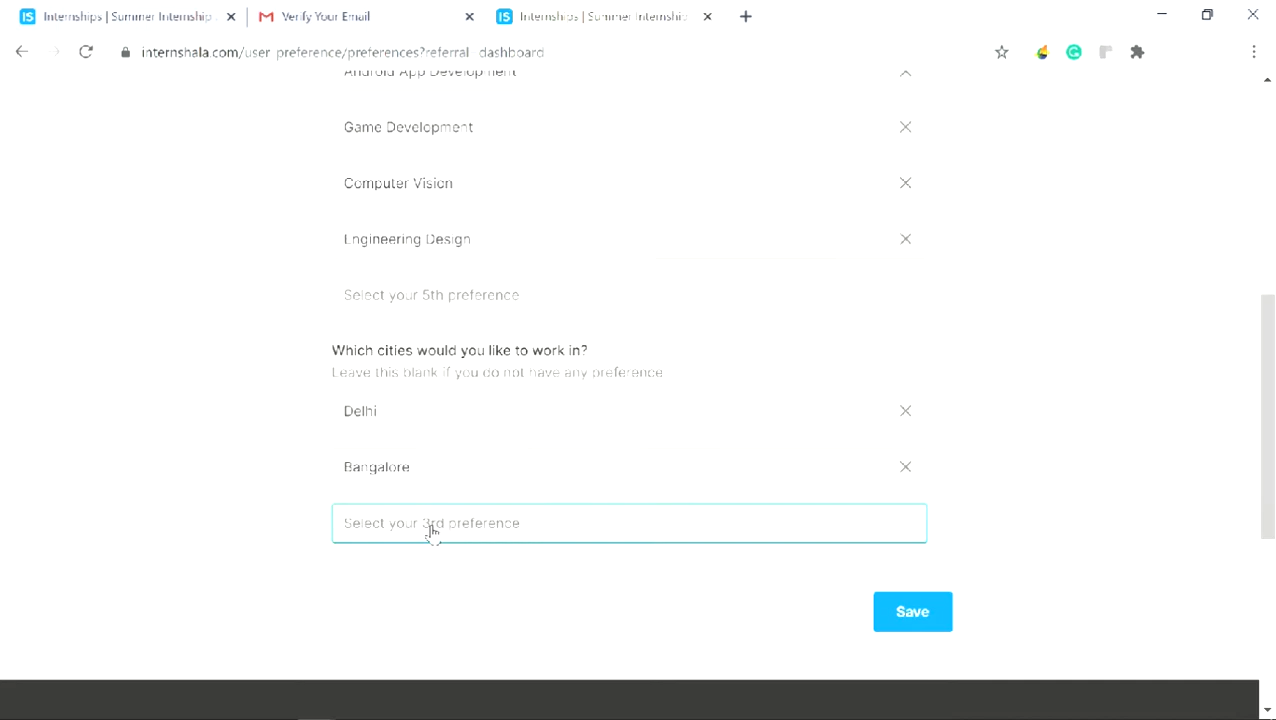 Internships | Summer Internship
Verify Your Email
Internships | Summer Internship
internshala.com/user_preference/preferences?referral=dashboard
Android App Development
Game Development
Computer Vision
Engineering Design
Select your 5th preference
Which cities would you like to work in?
Leave this blank if you do not have any preference
Delhi
Bangalore
Select your 3rd preference
Save